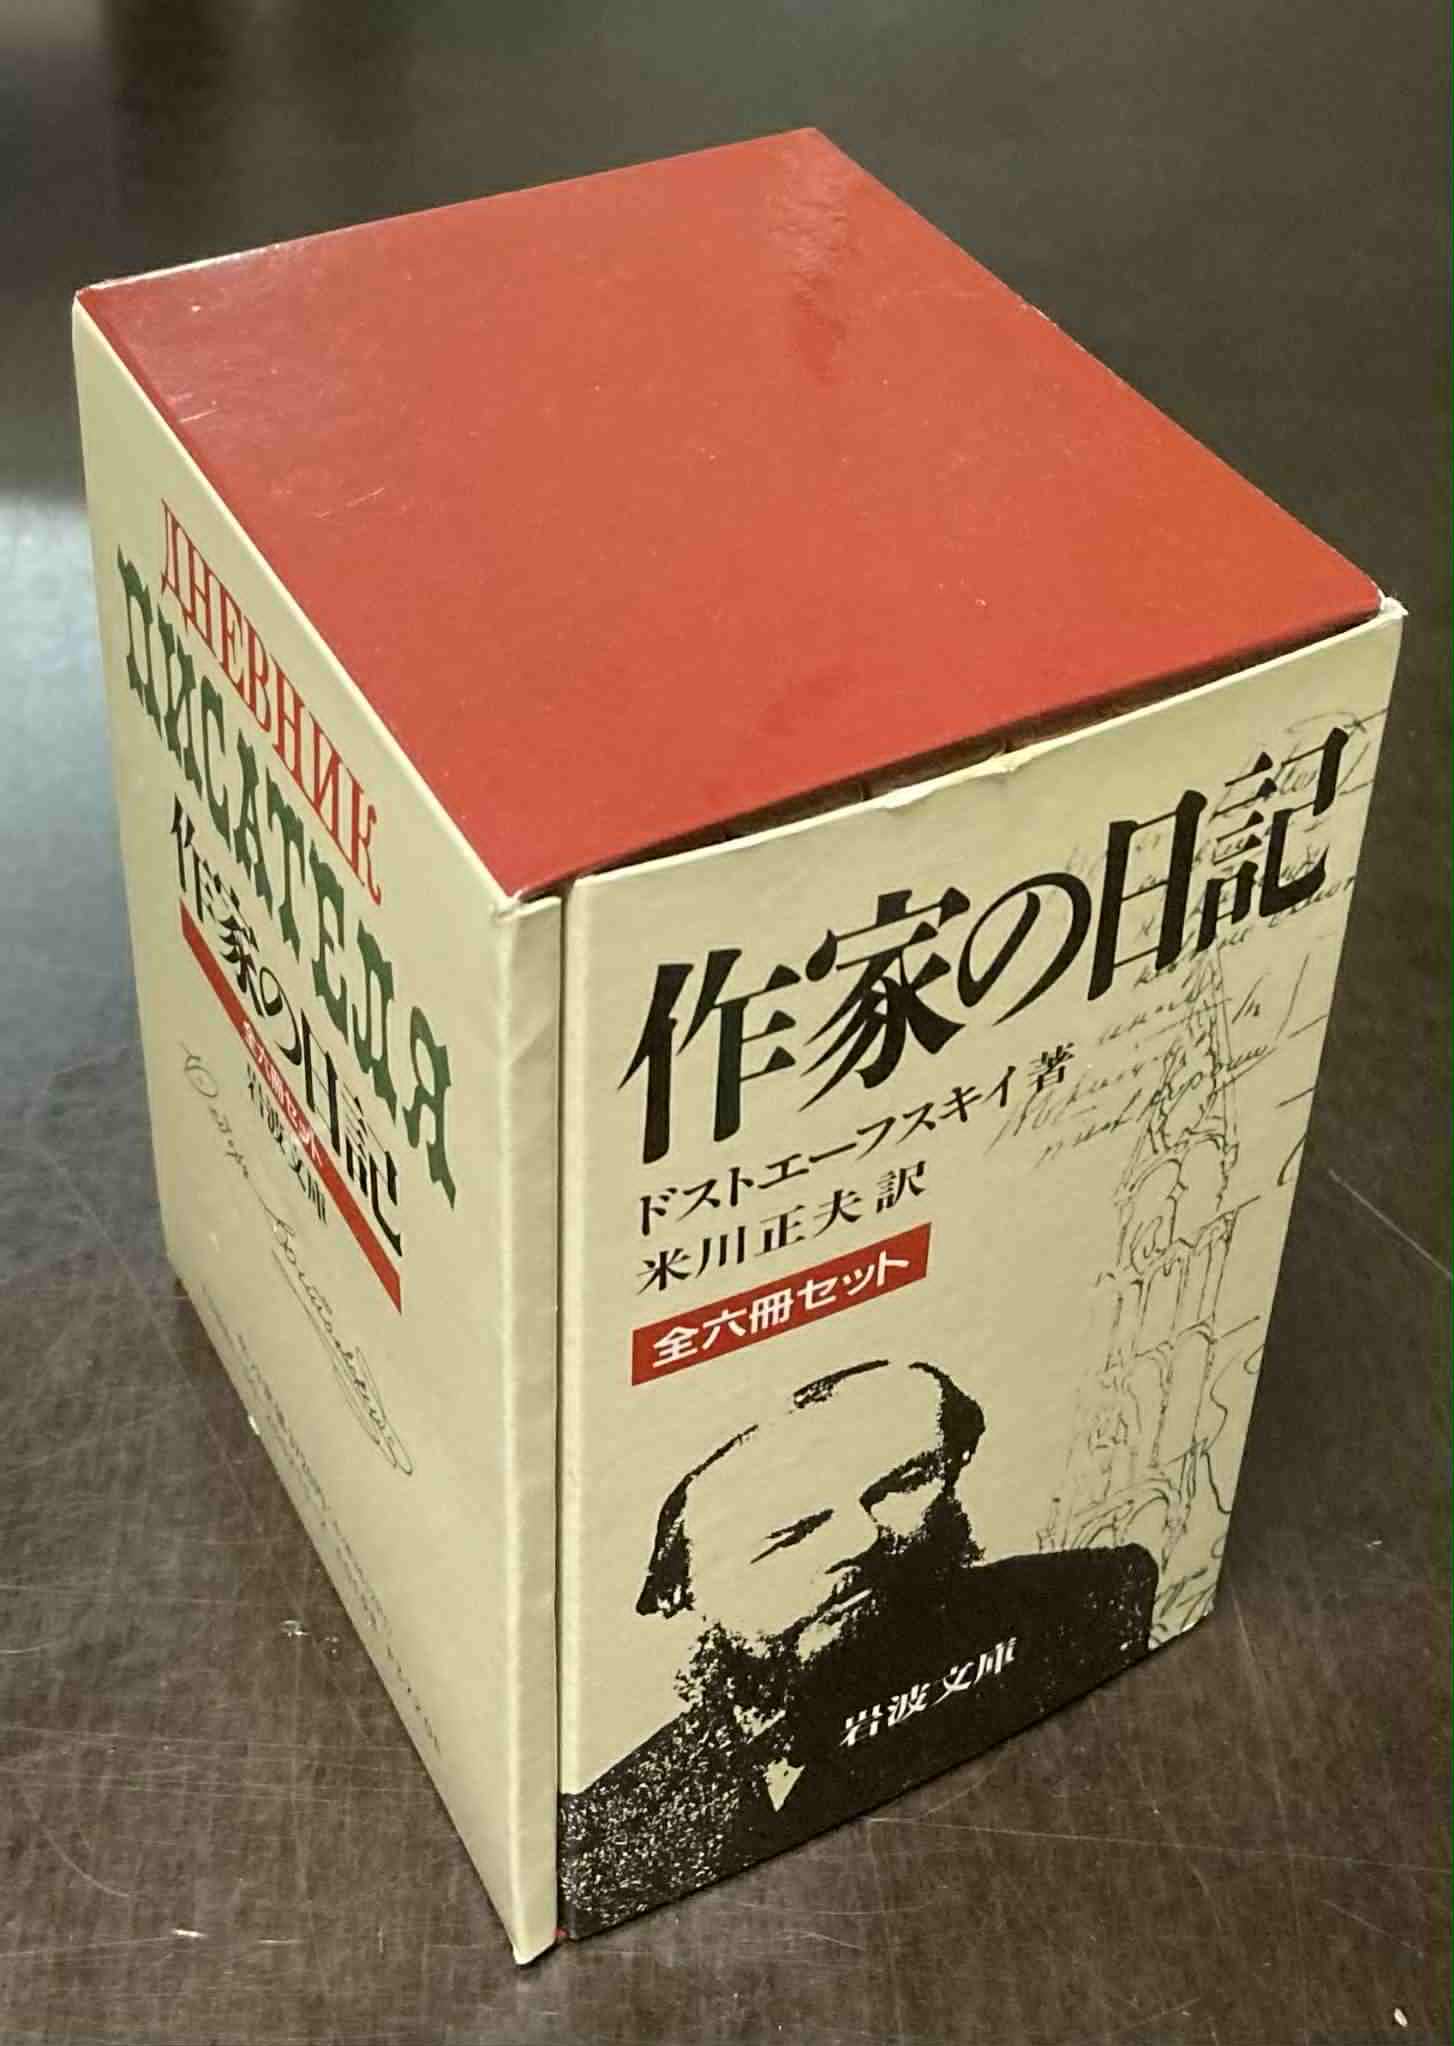 ДНЕВНИК
ПИСАТЕЛЯ
作家の日記
全六冊セット
岩波文庫
作家の日記
ドストエーフスキイ著
米川正夫訳
全六冊セット
岩波文庫